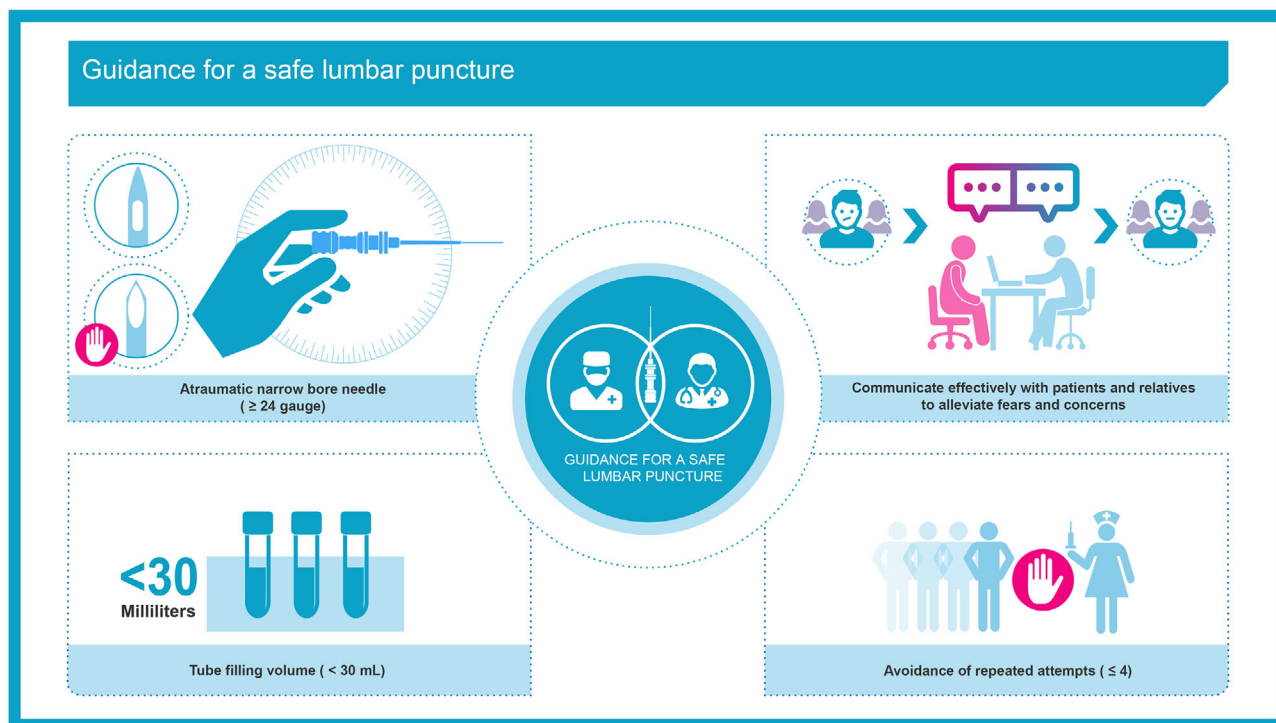 Guidance for a safe lumbar puncture
Atraumatic narrow bore needle
( ≥ 24 gauge)
Communicate effectively with patients and relatives
to alleviate fears and concerns
GUIDANCE FOR A SAFE
LUMBAR PUNCTURE
<30
Milliliters
Tube filling volume ( < 30 mL)
Avoidance of repeated attempts ( ≤ 4)